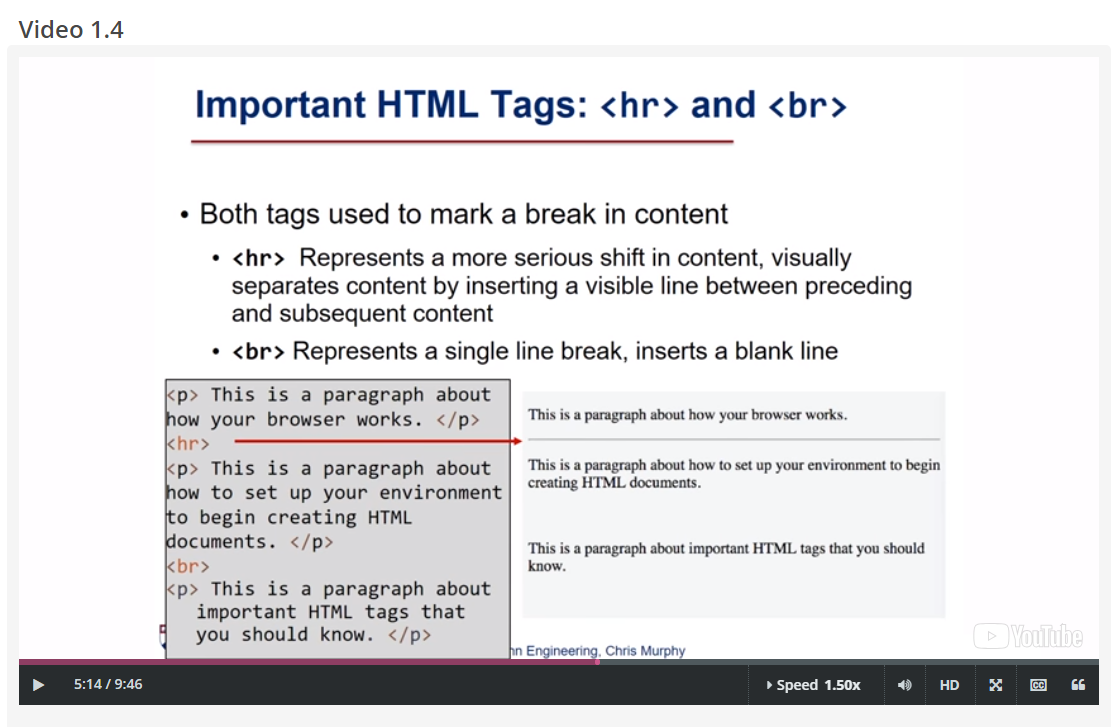 Video 1.4
Important HTML Tags: <hr> and <br>
• Both tags used to mark a break in content
• <hr> Represents a more serious shift in content, visually
separates content by inserting a visible line between preceding
and subsequent content
• <br> Represents a single line break, inserts a blank line
<p> This is a paragraph about
how your browser works. </p>
<hr>
<p> This is a paragraph about
how to set up your environment
to begin creating HTML
documents. </p>
<br>
<p> This is a paragraph about
important HTML tags that
you should know. </p>
This is a paragraph about how your browser works.
This is a paragraph about how to set up your environment to begin
creating HTML documents.
This is a paragraph about important HTML tags that you should
know.
Engineering, Chris Murphy
YouTube
5:14 / 9:46
Speed 1.50x
HD
CC